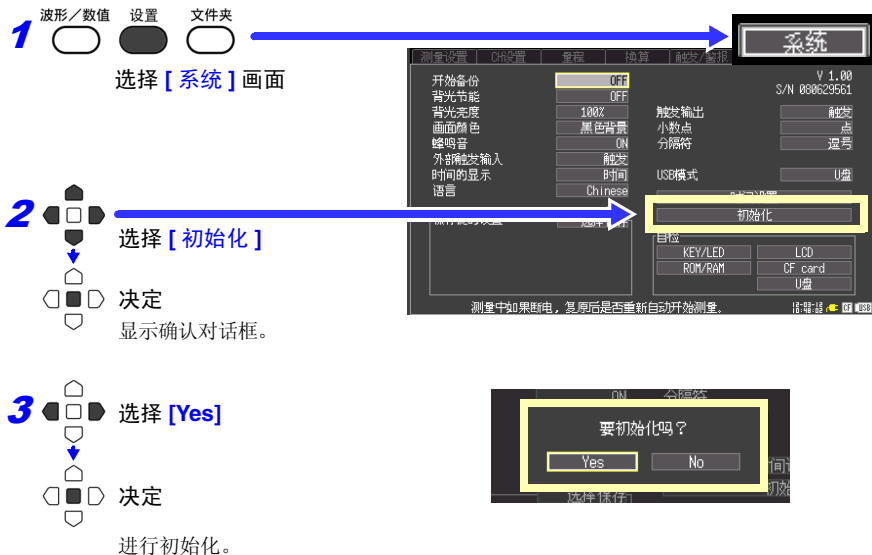 1 波形／数值 设置 文件夹
选择 [ 系统 ] 画面
系统
测量设置 CH设置 量程 换算 触发/警报
开始备份 OFF
背光节能 OFF
背光亮度 100%
画面颜色 黑色背景
蜂鸣音 ON
外部触发输入 触发
时间的显示 时间
语言 Chinese
V 1.00
S/N 080629561
触发输出 触发
小数点 点
分隔符 逗号
USB模式 U盘
初始化
自检
KEY/LED LCD
ROM/RAM CF card
U盘
测量中如果断电，复原后是否重新自动开始测量。
CF USB
2 选择 [ 初始化 ]
决定
显示确认对话框。
3 选择 [Yes]
决定
进行初始化。
ON 分隔符
要初始化吗？
Yes No
选择保存